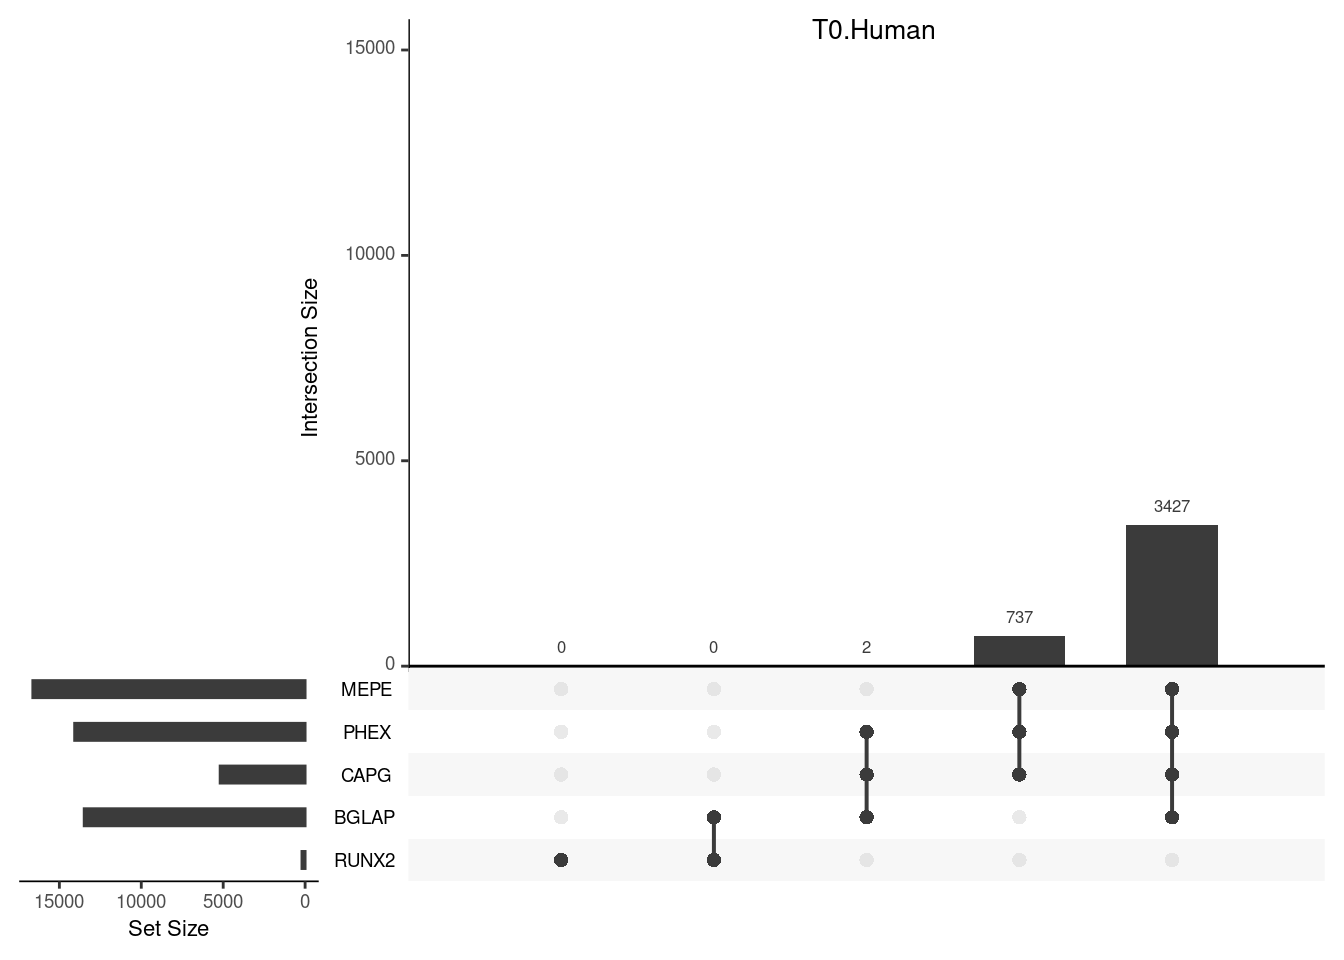 T0.Human
15000
10000
5000
0
Intersection Size
0
0
2
737
3427
MEPE
PHEX
CAPG
BGLAP
RUNX2
15000 10000 5000 0
Set Size